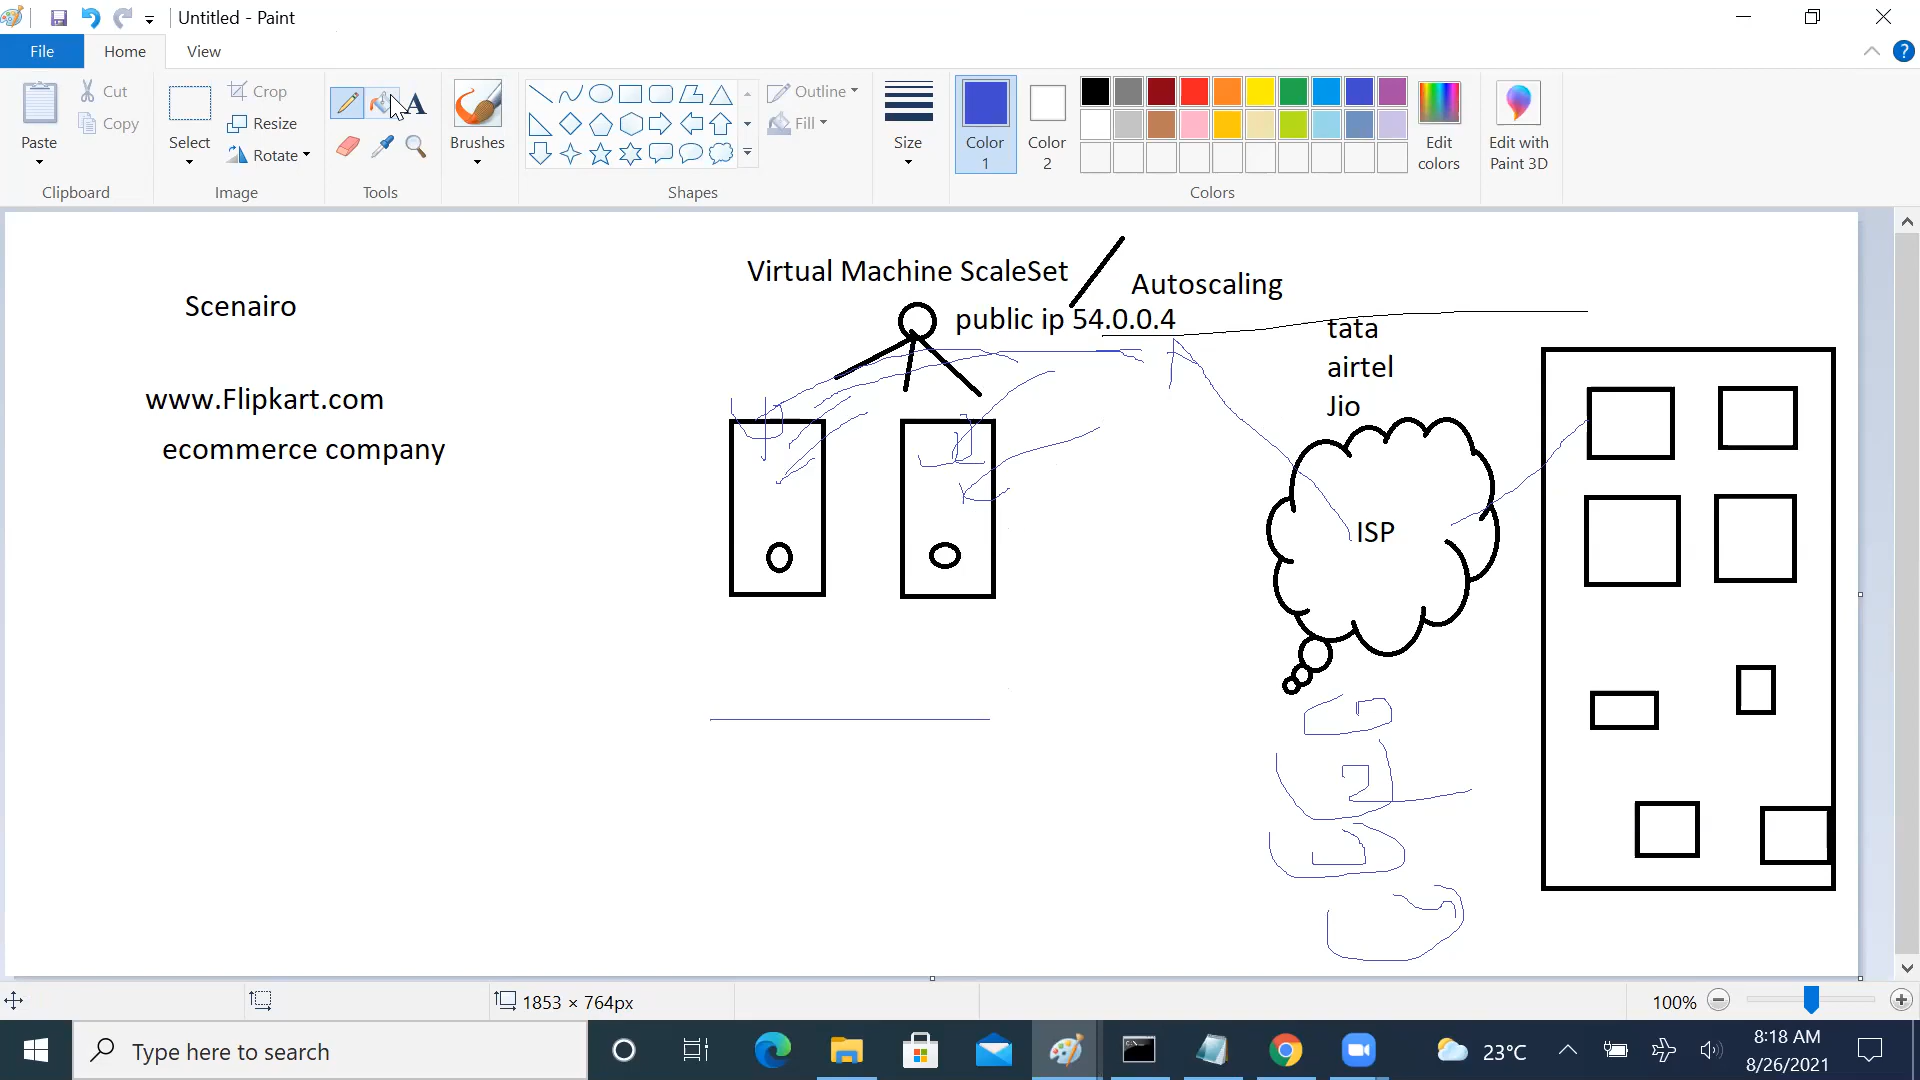 Untitled - Paint
File
Home
View
Paste
Cut
Copy
Clipboard
Select
Crop
Resize
Rotate
Image
A
Tools
Brushes
Outline
Fill
Shapes
Size
Color
1
Color
2
Edit
colors
Colors
Edit with
Paint 3D
?
Virtual Machine ScaleSet
Autoscaling
Scenairo
public ip 54.0.0.4
tata
airtel
Jio
www.Flipkart.com
ecommerce company
ISP
2
1853 × 764px
100%
Type here to search
23°C
8:18 AM
8/26/2021